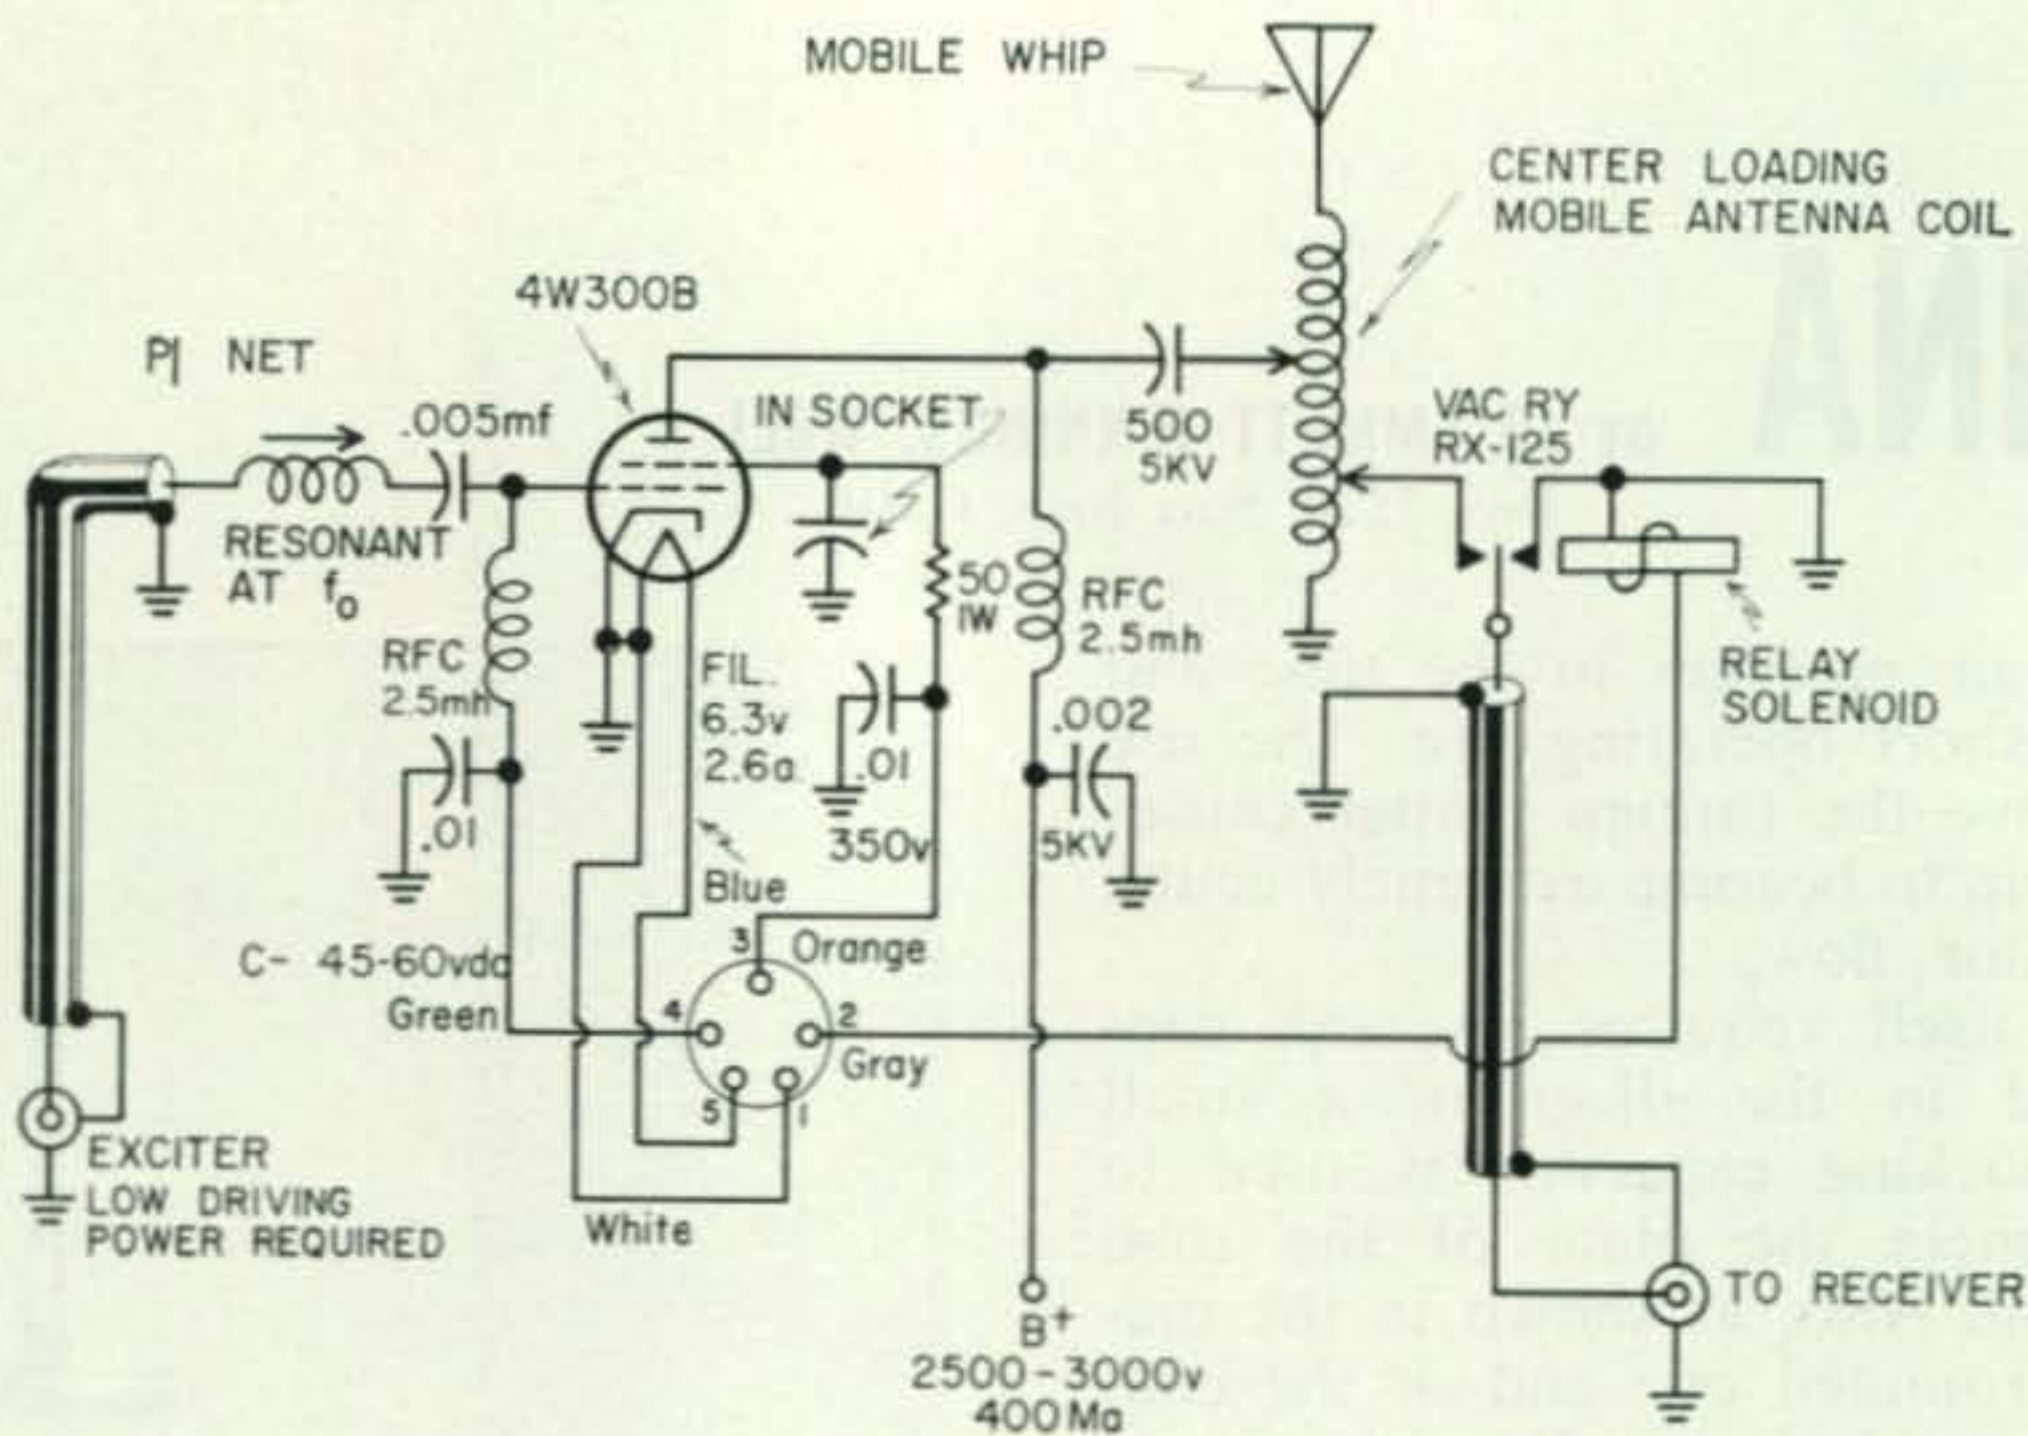 MOBILE WHIP
CENTER LOADING
MOBILE ANTENNA COIL
4W300B
PI NET
.005mf
IN SOCKET
500
5KV
VAC RY
RX-125
RESONANT
AT fo
RFC
2.5mh
FIL.
6.3v
2.6a
50
1W
RFC
2.5mh
RELAY
SOLENOID
.01
.01
350v
.002
5KV
Blue
C- 45-60vdc
Green
3
Orange
4
2
Gray
5
1
White
EXCITER
LOW DRIVING
POWER REQUIRED
B+
2500-3000v
400Ma
TO RECEIVER